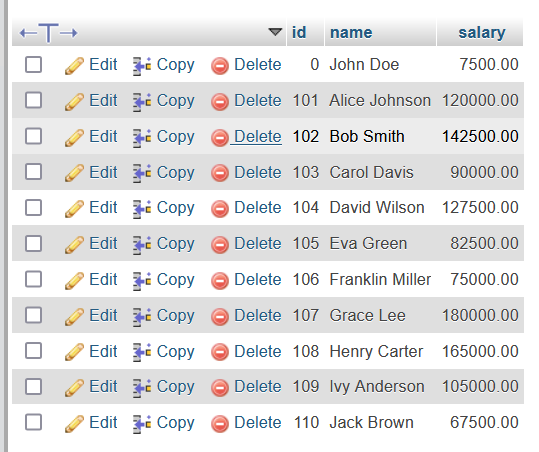 id name salary
Edit Copy Delete 0 John Doe 7500.00
Edit Copy Delete 101 Alice Johnson 120000.00
Edit Copy Delete 102 Bob Smith 142500.00
Edit Copy Delete 103 Carol Davis 90000.00
Edit Copy Delete 104 David Wilson 127500.00
Edit Copy Delete 105 Eva Green 82500.00
Edit Copy Delete 106 Franklin Miller 75000.00
Edit Copy Delete 107 Grace Lee 180000.00
Edit Copy Delete 108 Henry Carter 165000.00
Edit Copy Delete 109 Ivy Anderson 105000.00
Edit Copy Delete 110 Jack Brown 67500.00